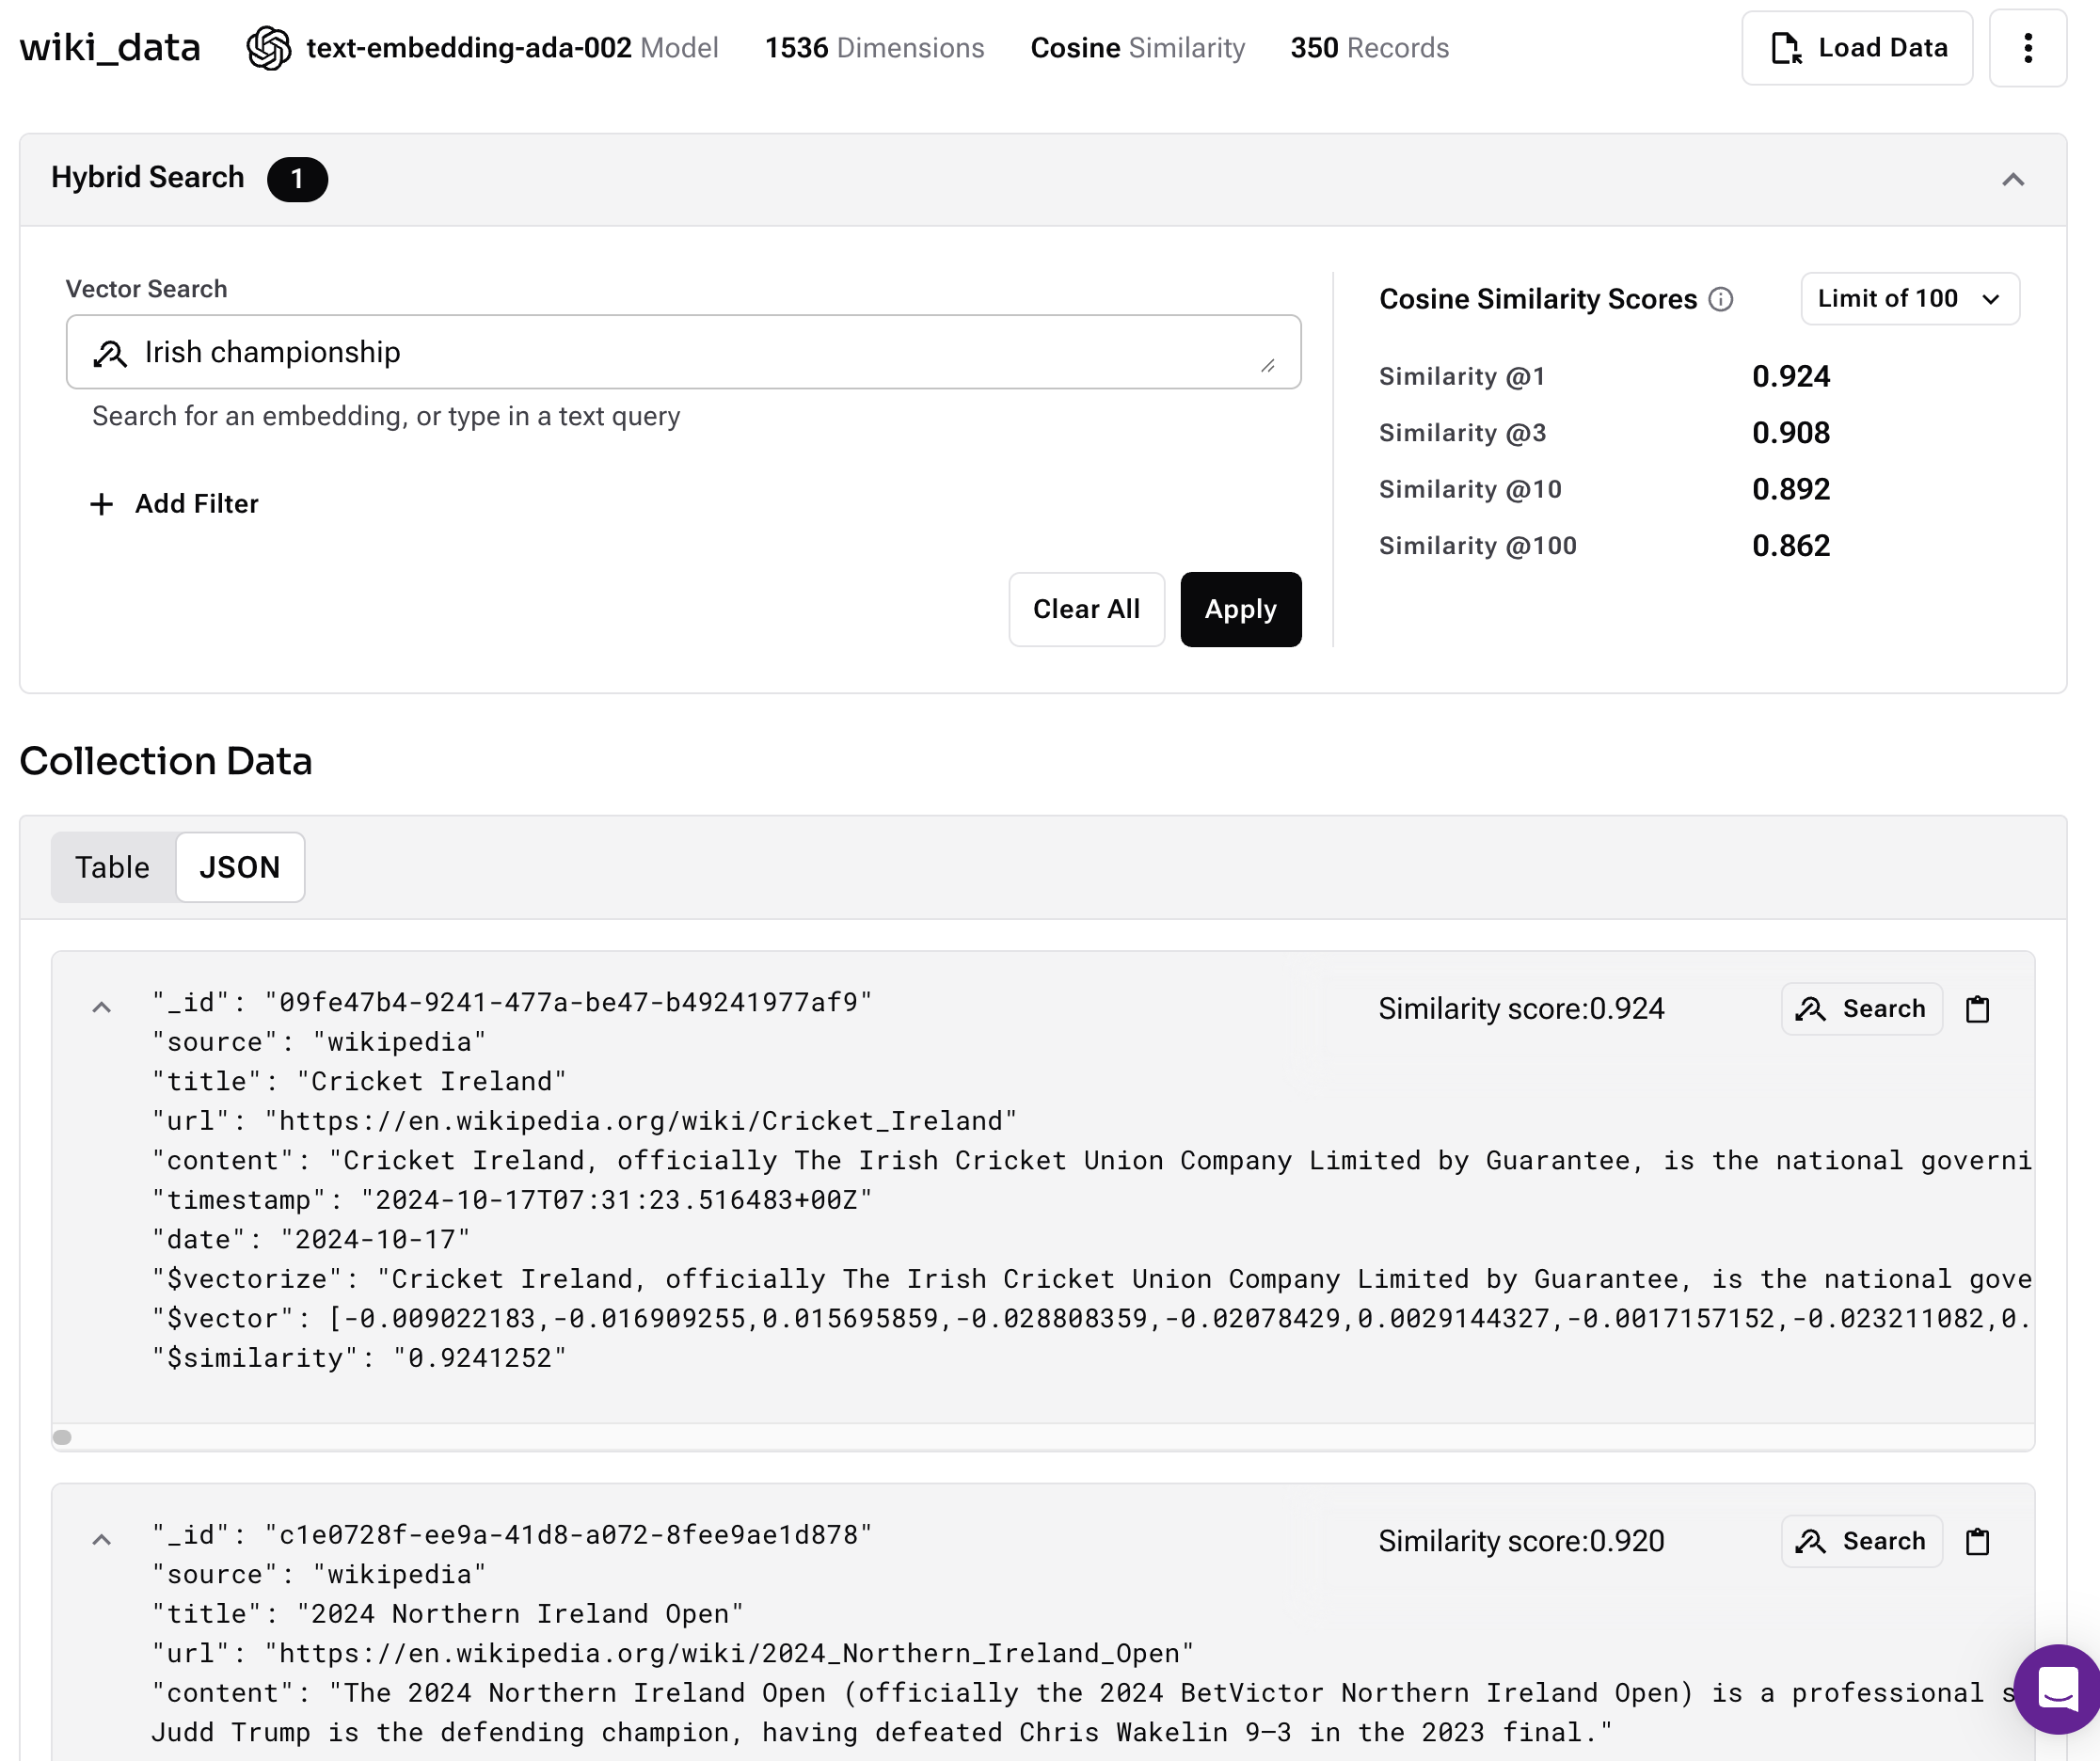 wiki_data text-embedding-ada-002 Model 1536 Dimensions Cosine Similarity 350 Records Load Data
Hybrid Search 1
Vector Search
Irish championship
Search for an embedding, or type in a text query
Add Filter
Clear All Apply
Cosine Similarity Scores Limit of 100
Similarity @1 0.924
Similarity @3 0.908
Similarity @10 0.892
Similarity @100 0.862
Collection Data
Table JSON
"_id": "09fe47b4-9241-477a-be47-b49241977af9" Similarity score:0.924 Search
"source": "wikipedia"
"title": "Cricket Ireland"
"url": "https://en.wikipedia.org/wiki/Cricket_Ireland"
"content": "Cricket Ireland, officially The Irish Cricket Union Company Limited by Guarantee, is the national governi
"timestamp": "2024-10-17T07:31:23.516483+00Z"
"date": "2024-10-17"
"$vectorize": "Cricket Ireland, officially The Irish Cricket Union Company Limited by Guarantee, is the national gove
"$vector": [-0.009022183,-0.016909255,0.015695859,-0.028808359,-0.02078429,0.0029144327,-0.0017157152,-0.023211082,0.
"$similarity": "0.9241252"
"_id": "c1e0728f-ee9a-41d8-a072-8fee9ae1d878" Similarity score:0.920 Search
"source": "wikipedia"
"title": "2024 Northern Ireland Open"
"url": "https://en.wikipedia.org/wiki/2024_Northern_Ireland_Open"
"content": "The 2024 Northern Ireland Open (officially the 2024 BetVictor Northern Ireland Open) is a professional s
Judd Trump is the defending champion, having defeated Chris Wakelin 9–3 in the 2023 final."